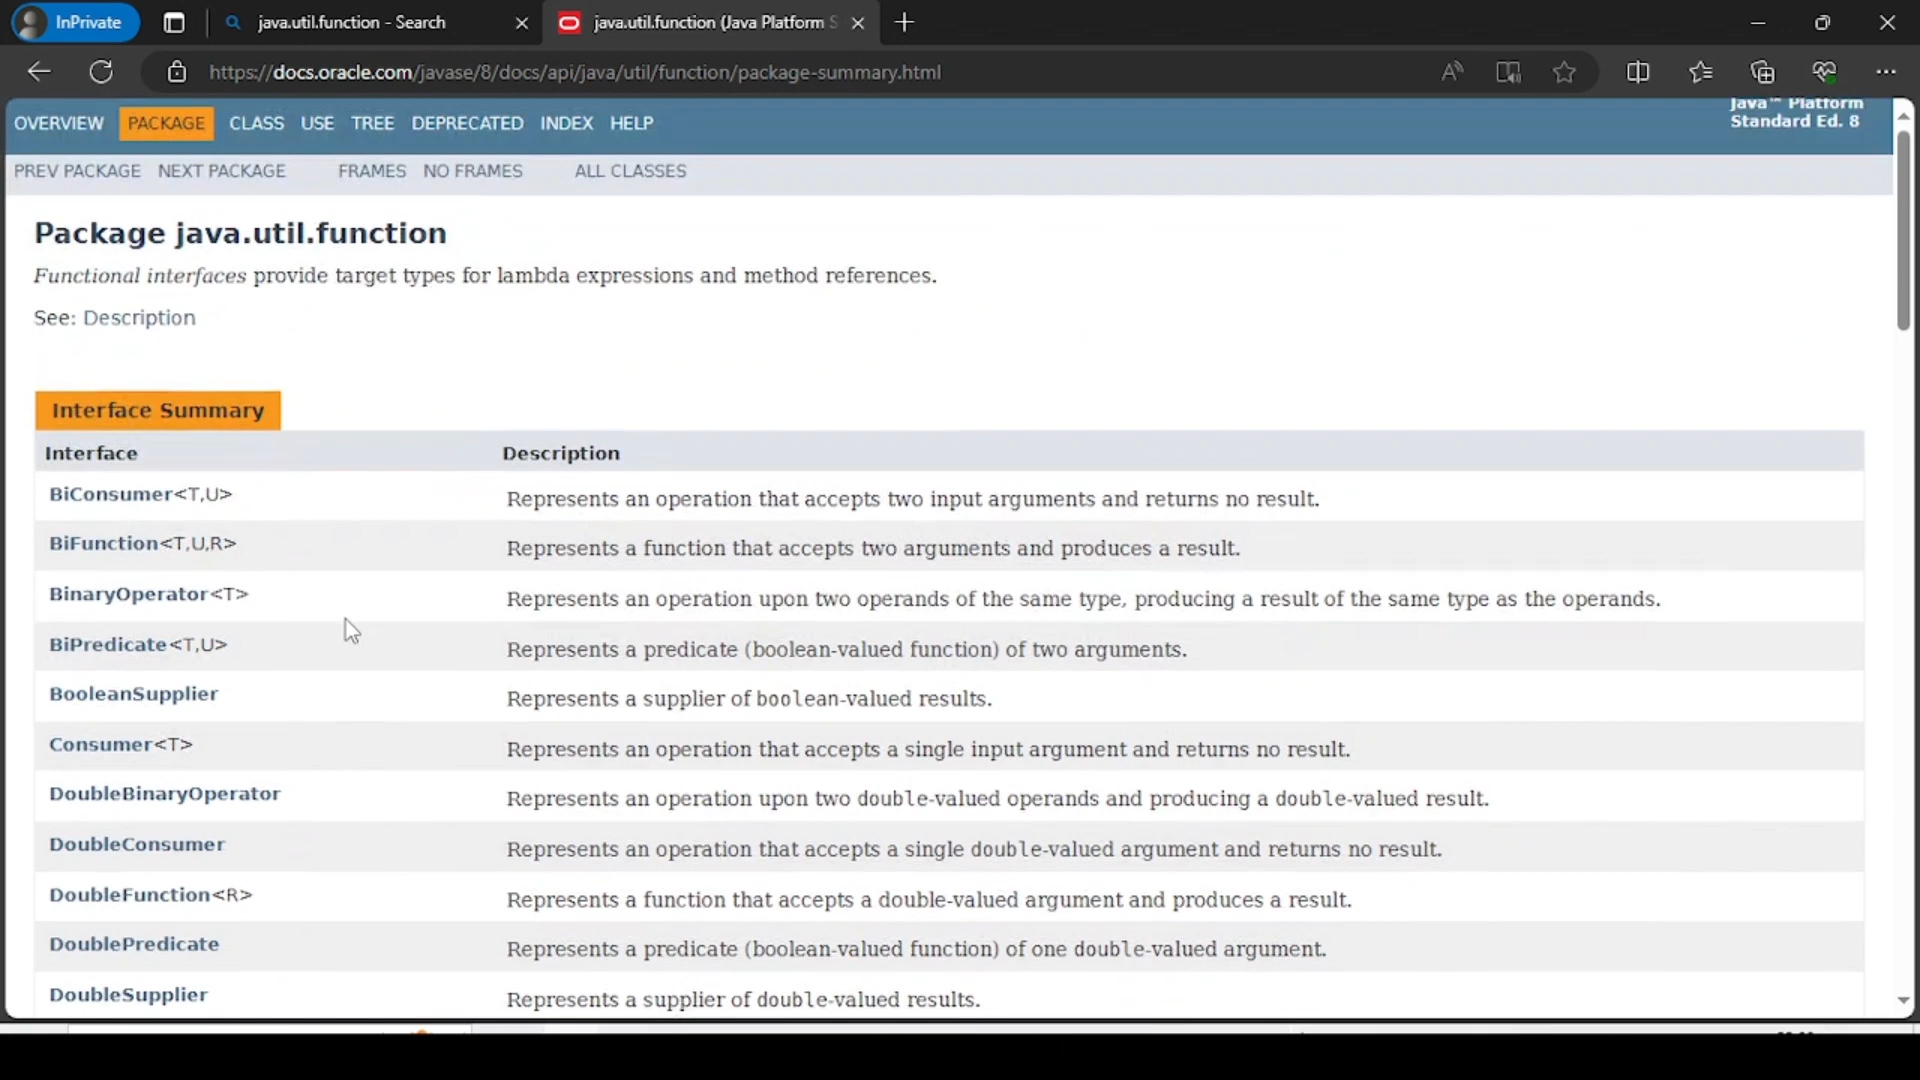 InPrivate
java.util.function - Search
java.util.function (Java Platform S
https://docs.oracle.com/javase/8/docs/api/java/util/function/package-summary.html
OVERVIEW PACKAGE CLASS USE TREE DEPRECATED INDEX HELP
Java™ Platform
Standard Ed. 8
PREV PACKAGE NEXT PACKAGE FRAMES NO FRAMES ALL CLASSES
Package java.util.function
Functional interfaces provide target types for lambda expressions and method references.
See: Description
Interface Summary
Interface Description
BiConsumer<T,U> Represents an operation that accepts two input arguments and returns no result.
BiFunction<T,U,R> Represents a function that accepts two arguments and produces a result.
BinaryOperator<T> Represents an operation upon two operands of the same type, producing a result of the same type as the operands.
BiPredicate<T,U> Represents a predicate (boolean-valued function) of two arguments.
BooleanSupplier Represents a supplier of boolean-valued results.
Consumer<T> Represents an operation that accepts a single input argument and returns no result.
DoubleBinaryOperator Represents an operation upon two double-valued operands and producing a double-valued result.
DoubleConsumer Represents an operation that accepts a single double-valued argument and returns no result.
DoubleFunction<R> Represents a function that accepts a double-valued argument and produces a result.
DoublePredicate Represents a predicate (boolean-valued function) of one double-valued argument.
DoubleSupplier Represents a supplier of double-valued results.